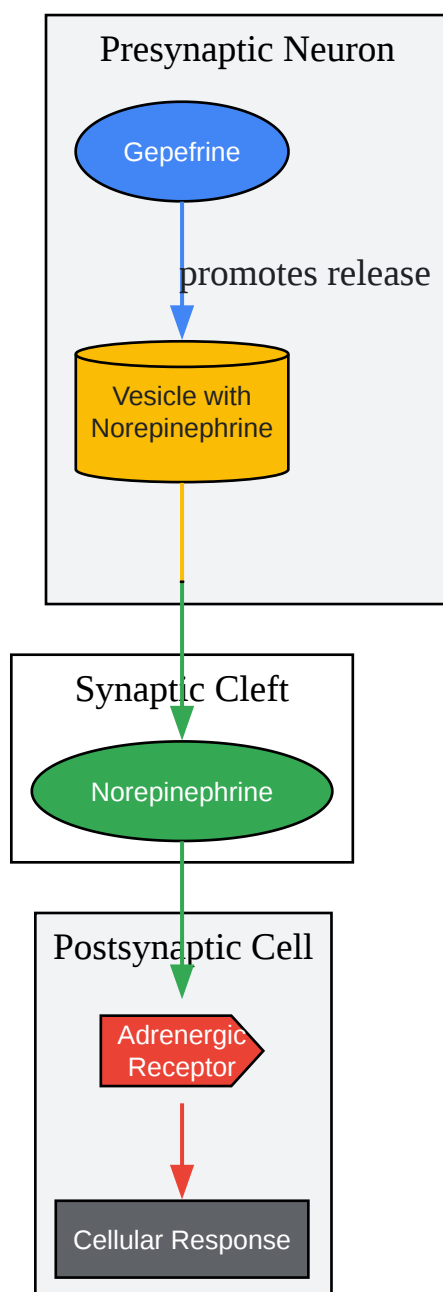 Presynaptic Neuron
Gepefrine
promotes release
Vesicle with
Norepinephrine
Synaptic Cleft
Norepinephrine
Postsynaptic Cell
Adrenergic
Receptor
Cellular Response